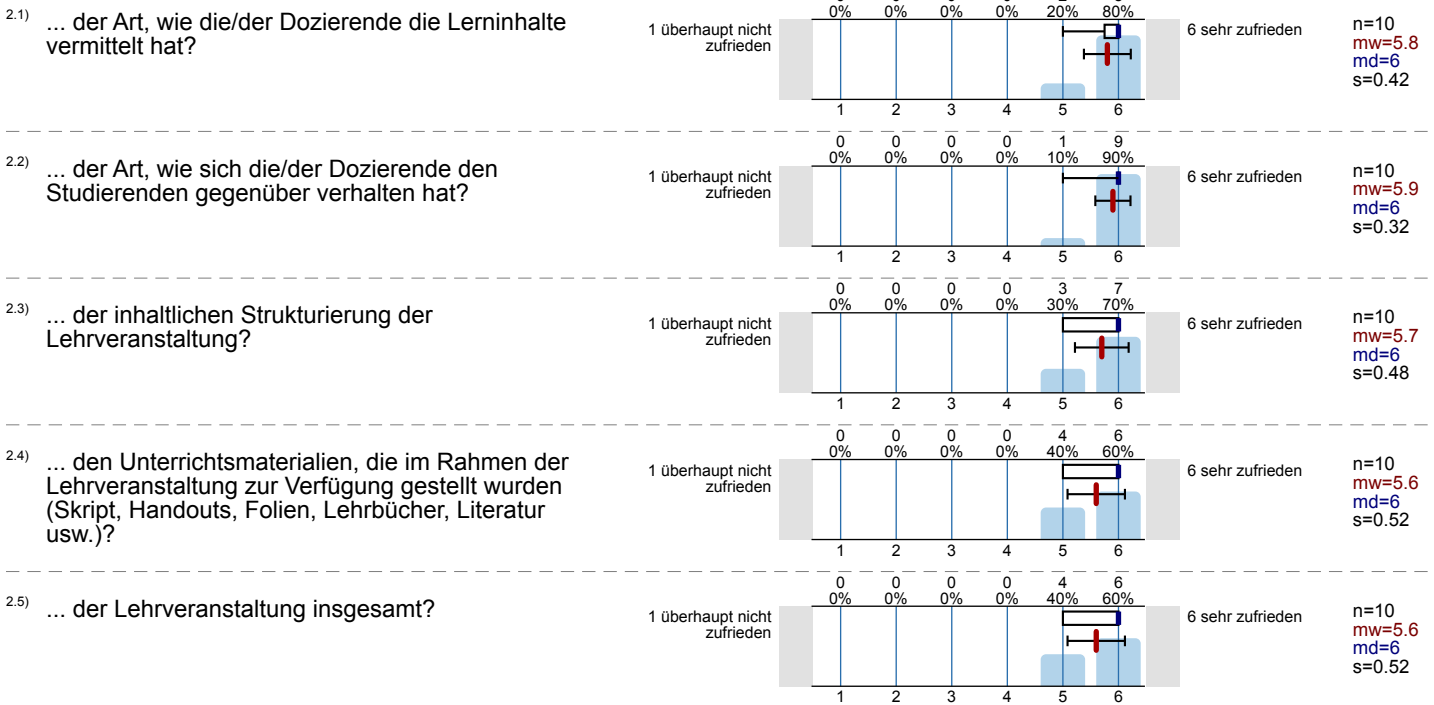 0 0 0 0 2 8
0% 0% 0% 0% 20% 80%
2.1) ... der Art, wie die/der Dozierende die Lerninhalte
vermittelt hat?
1 überhaupt nicht
zufrieden
6 sehr zufrieden
n=10
mw=5.8
md=6
s=0.42
1 2 3 4 5 6
0 0 0 0 1 9
0% 0% 0% 0% 10% 90%
2.2) ... der Art, wie sich die/der Dozierende den
Studierenden gegenüber verhalten hat?
1 überhaupt nicht
zufrieden
6 sehr zufrieden
n=10
mw=5.9
md=6
s=0.32
1 2 3 4 5 6
0 0 0 0 3 7
0% 0% 0% 0% 30% 70%
2.3) ... der inhaltlichen Strukturierung der
Lehrveranstaltung?
1 überhaupt nicht
zufrieden
6 sehr zufrieden
n=10
mw=5.7
md=6
s=0.48
1 2 3 4 5 6
0 0 0 0 4 6
0% 0% 0% 0% 40% 60%
2.4) ... den Unterrichtsmaterialien, die im Rahmen der
Lehrveranstaltung zur Verfügung gestellt wurden
(Skript, Handouts, Folien, Lehrbücher, Literatur
usw.)?
1 überhaupt nicht
zufrieden
6 sehr zufrieden
n=10
mw=5.6
md=6
s=0.52
1 2 3 4 5 6
0 0 0 0 4 6
0% 0% 0% 0% 40% 60%
2.5) ... der Lehrveranstaltung insgesamt?
1 überhaupt nicht
zufrieden
6 sehr zufrieden
n=10
mw=5.6
md=6
s=0.52
1 2 3 4 5 6